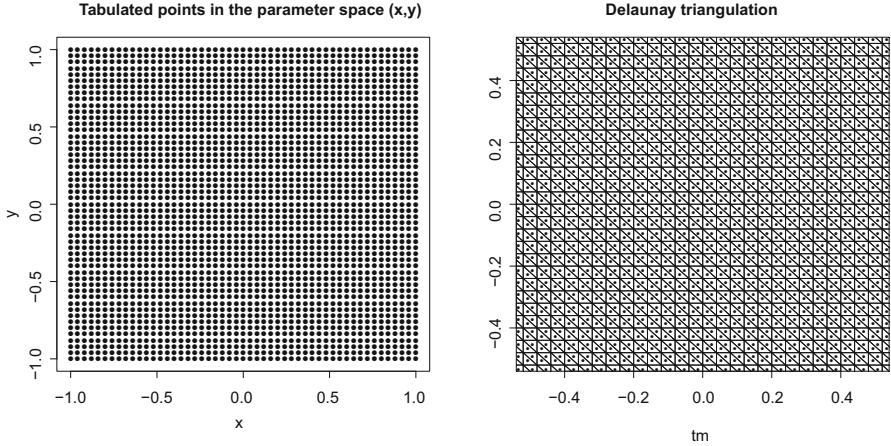 Tabulated points in the parameter space (x,y)
1.0
0.5
0.0
−0.5
−1.0
y
−1.0 −0.5 0.0 0.5 1.0
x
Delaunay triangulation
0.4
0.2
0.0
−0.2
−0.4
−0.4 −0.2 0.0 0.2 0.4
tm